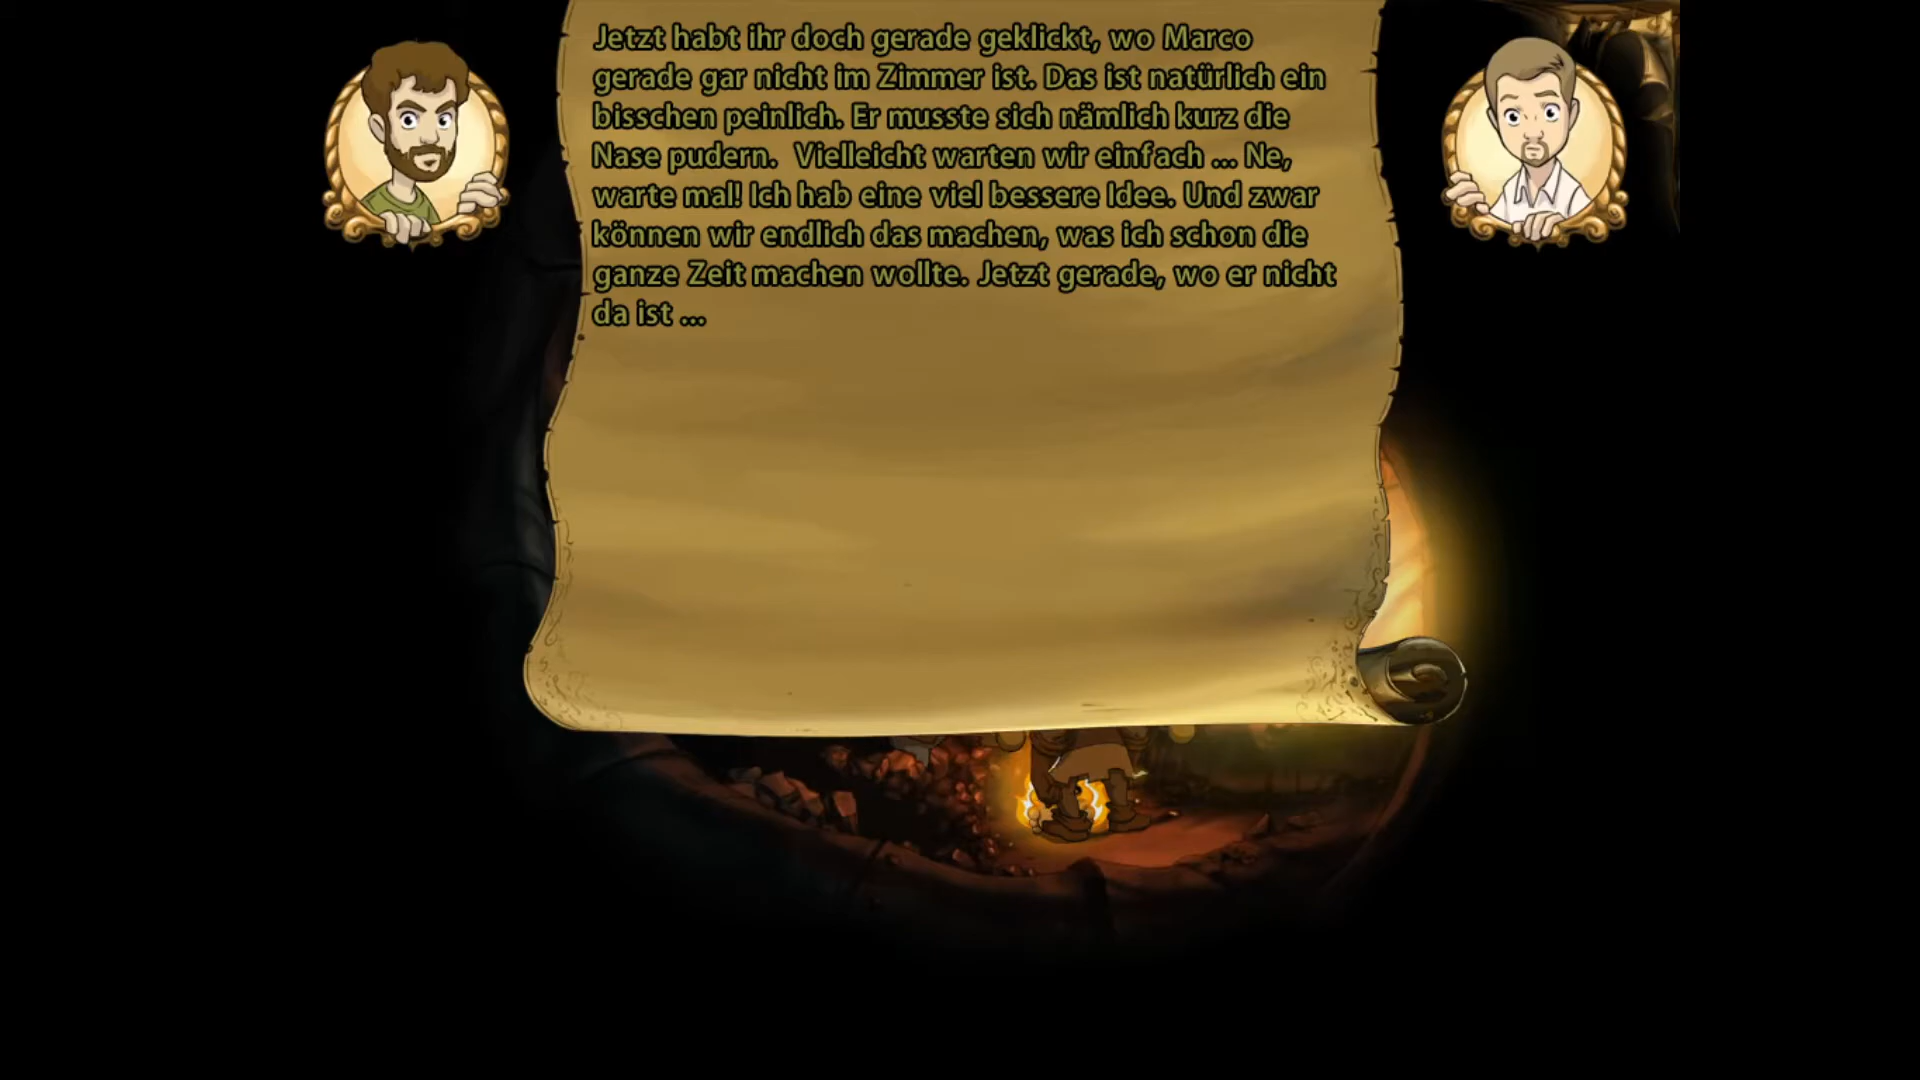 Jetzt habt ihr doch gerade geklickt, wo Marco
gerade gar nicht im Zimmer ist. Das ist natürlich ein
bisschen peinlich. Er musste sich nämlich kurz die
Nase pudern.  Vielleicht warten wir einfach ... Ne,
warte mal! Ich hab eine viel bessere Idee. Und zwar
können wir endlich das machen, was ich schon die
ganze Zeit machen wollte. Jetzt gerade, wo er nicht
da ist ...